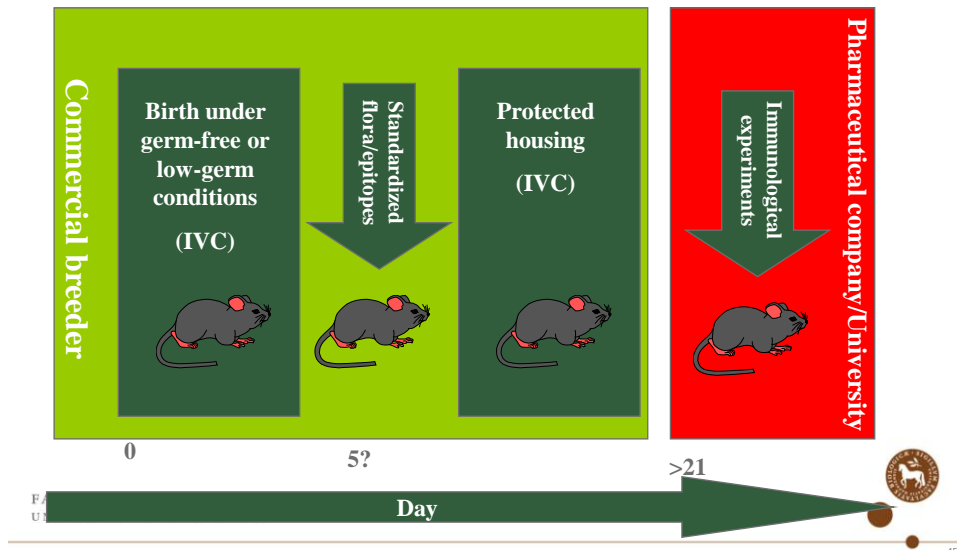 Commercial breeder
Birth under
germ-free or
low-germ
conditions
(IVC)
Standardized
flora/epitopes
Protected
housing
(IVC)
Immunological
experiments
Pharmaceutical company/University
0
5?
>21
Day